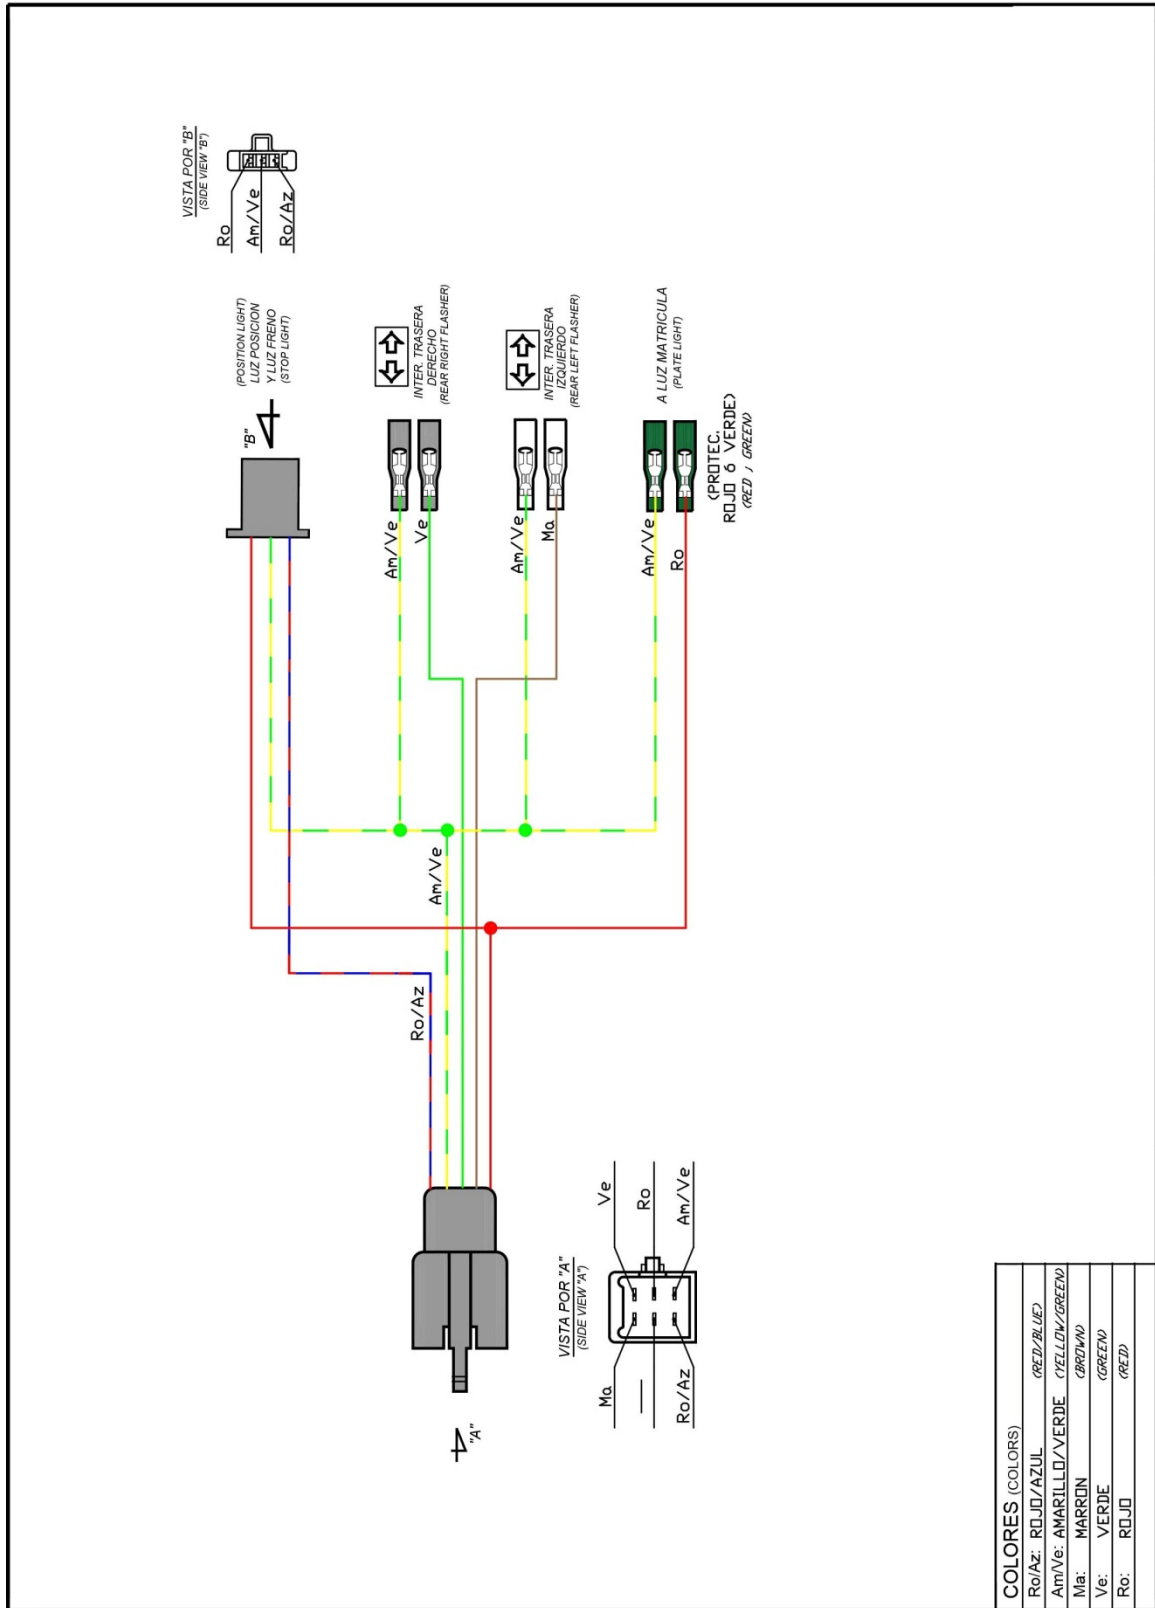 VISTA POR "B"
(SIDE VIEW "B")
Ro
Am/Ve
Ro/Az
(POSITION LIGHT)
LUZ POSICION
Y LUZ FRENO
(STOP LIGHT)
"B"
INTER. TRASERA
DERECHO
(REAR RIGHT FLASHER)
Am/Ve
Ve
INTER. TRASERA
IZQUIERDO
(REAR LEFT FLASHER)
Am/Ve
Ma
A LUZ MATRICULA
(PLATE LIGHT)
Am/Ve
Ro
(PROTEC.
ROJO ó VERDE)
(RED , GREEN)
Am/Ve
Ro/Az
"A"
VISTA POR "A"
(SIDE VIEW "A")
Ma
Ro/Az
Ve
Ro
Am/Ve
COLORES (COLORS)
Ro/Az: ROJO/AZUL (RED/BLUE)
Am/Ve: AMARILLO/VERDE (YELLOW/GREEN)
Ma: MARRON (BROWN)
Ve: VERDE (GREEN)
Ro: ROJO (RED)